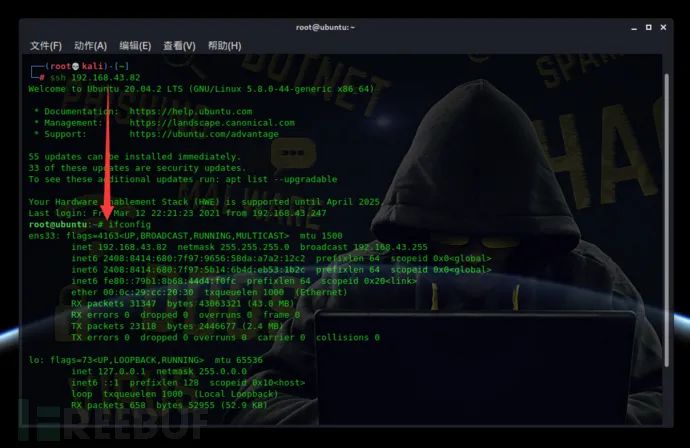 root@ubuntu: ~
文件(F) 动作(A) 编辑(E) 查看(V) 帮助(H)
(root💀kali)-[~]
# ssh 192.168.43.82
Welcome to Ubuntu 20.04.2 LTS (GNU/Linux 5.8.0-44-generic x86_64)
* Documentation: https://help.ubuntu.com
* Management: https://landscape.canonical.com
* Support: https://ubuntu.com/advantage
55 updates can be installed immediately.
33 of these updates are security updates.
To see these additional updates run: apt list --upgradable
Your Hardware Enablement Stack (HWE) is supported until April 2025.
Last login: Fri Mar 12 22:21:23 2021 from 192.168.43.247
root@ubuntu:~# ifconfig
ens33: flags=4163<UP,BROADCAST,RUNNING,MULTICAST> mtu 1500
inet 192.168.43.82 netmask 255.255.255.0 broadcast 192.168.43.255
inet6 2408:8414:680:7f97:9656:58da:a7a2:12c2 prefixlen 64 scopeid 0x0<global>
inet6 2408:8414:680:7f97:5b14:6b4d:eb53:1b2c prefixlen 64 scopeid 0x0<global>
inet6 fe80::79b1:8b68:44d4:f0fc prefixlen 64 scopeid 0x20<link>
ether 00:0c:29:cc:20:30 txqueuelen 1000 (Ethernet)
RX packets 31347 bytes 43063321 (43.0 MB)
RX errors 0 dropped 0 overruns 0 frame 0
TX packets 23118 bytes 2446677 (2.4 MB)
TX errors 0 dropped 0 overruns 0 carrier 0 collisions 0
lo: flags=73<UP,LOOPBACK,RUNNING> mtu 65536
inet 127.0.0.1 netmask 255.0.0.0
inet6 ::1 prefixlen 128 scopeid 0x10<host>
loop txqueuelen 1000 (Local Loopback)
RX packets 658 bytes 52955 (52.9 KB)
BOTNET
MALWARE
FREEBUF